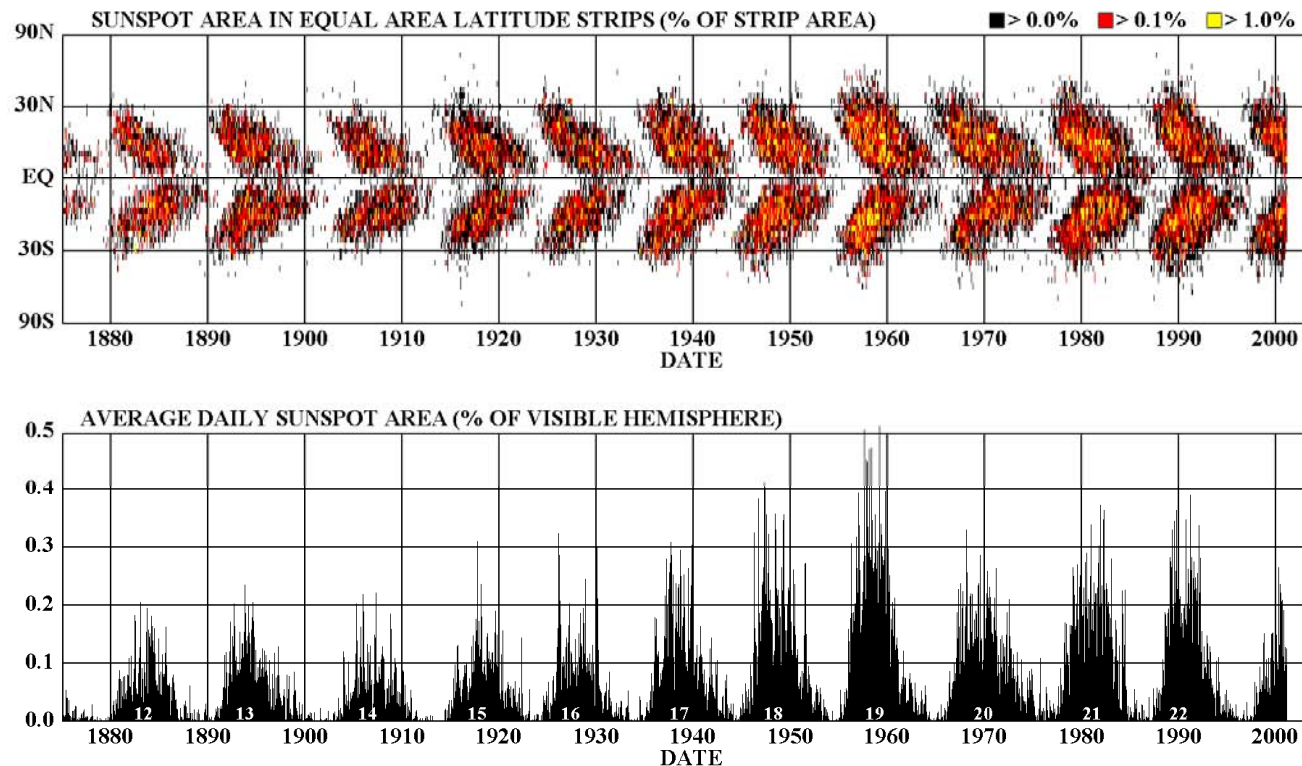 SUNSPOT AREA IN EQUAL AREA LATITUDE STRIPS (% OF STRIP AREA) > 0.0% > 0.1% > 1.0%
90N
30N
EQ
30S
90S
1880 1890 1900 1910 1920 1930 1940 1950 1960 1970 1980 1990 2000
DATE
AVERAGE DAILY SUNSPOT AREA (% OF VISIBLE HEMISPHERE)
0.5
0.4
0.3
0.2
0.1
0.0
12 13 14 15 16 17 18 19 20 21 22
1880 1890 1900 1910 1920 1930 1940 1950 1960 1970 1980 1990 2000
DATE